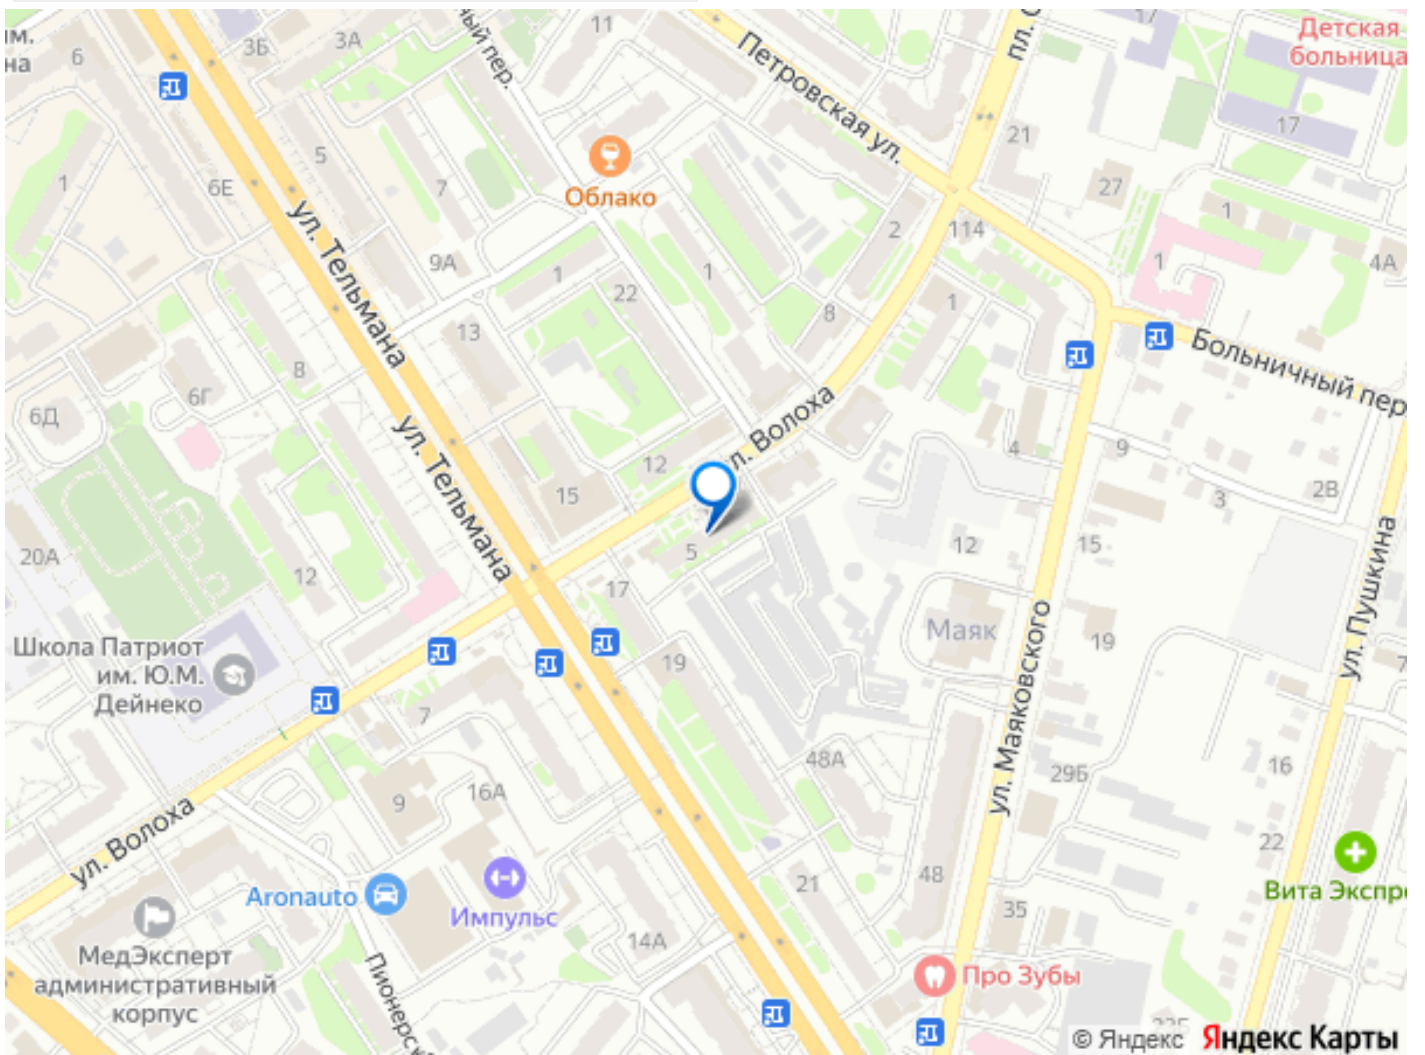 им.
на
6
3Б
3А
ный пер.
11
Петровская ул.
17
Детская
больница
21
17
27
1
5
6Е
7
Облако
1
2
114
1
4А
ул. Тельмана
9А
1
22
1
13
8
1
8
6Г
6Д
Больничный пер
ул. Тельмана
ул. Волоха
12
15
4
9
3
2В
20А
12
5
17
12
15
ул. Пушкина
Школа Патриот
им. Ю.М.
Дейнеко
19
Маяк
19
7
7
ул. Маяковского
48А
29Б
16
9
16А
ул. Волоха
22
Aronauto
Импульс
21
48
35
Вита Экспре
МедЭксперт
административный
корпус
14А
Пионерск
Про Зубы
© Яндекс Яндекс Карты